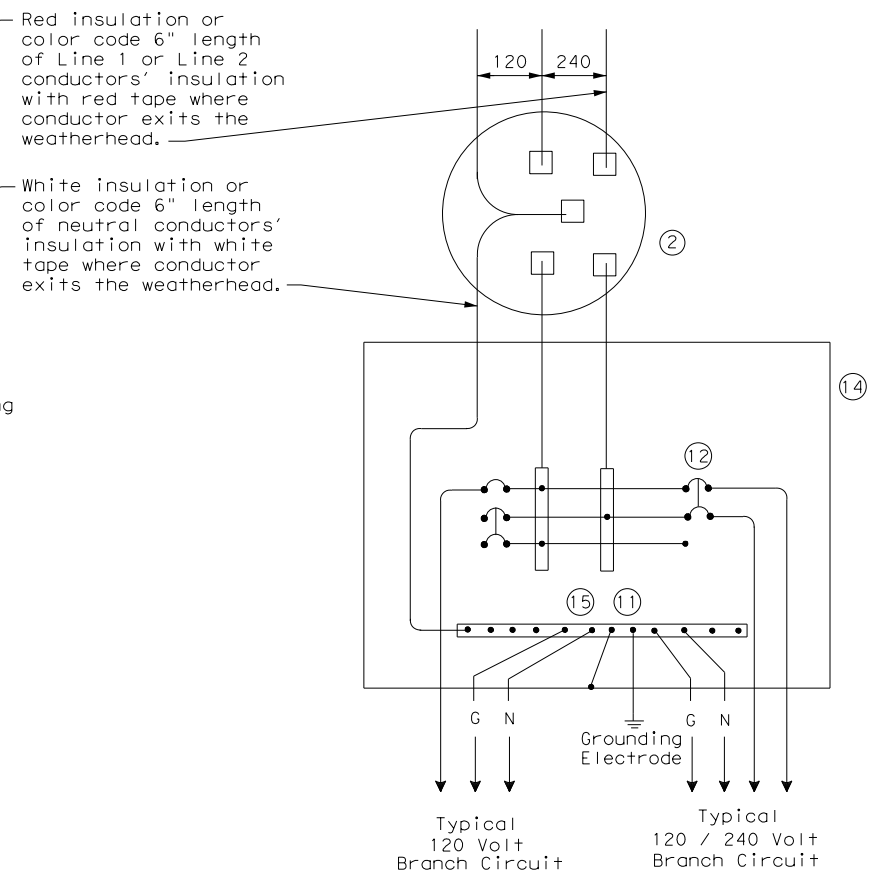 Red insulation or
color code 6" length
of Line 1 or Line 2
conductors' insulation
with red tape where
conductor exits the
weatherhead.
White insulation or
color code 6" length
of neutral conductors'
insulation with white
tape where conductor
exits the weatherhead.
120 240
2
14
12
15 11
G N
G N
Grounding
Electrode
Typical
120 Volt
Branch Circuit
Typical
120 / 240 Volt
Branch Circuit